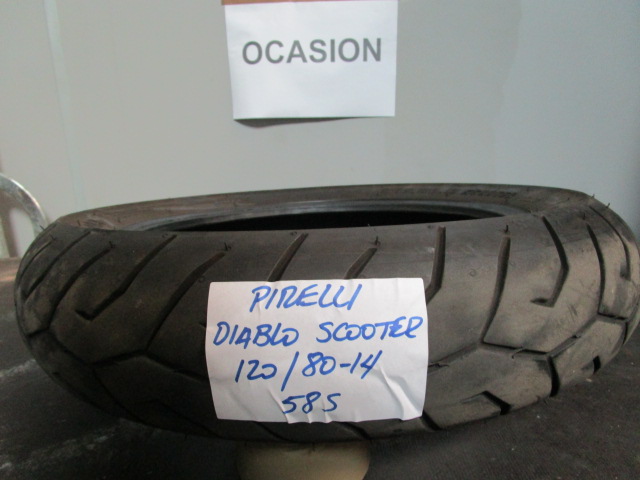 OCASION
PIRELLI
DIABLO SCOOTER
120/80-14
58S